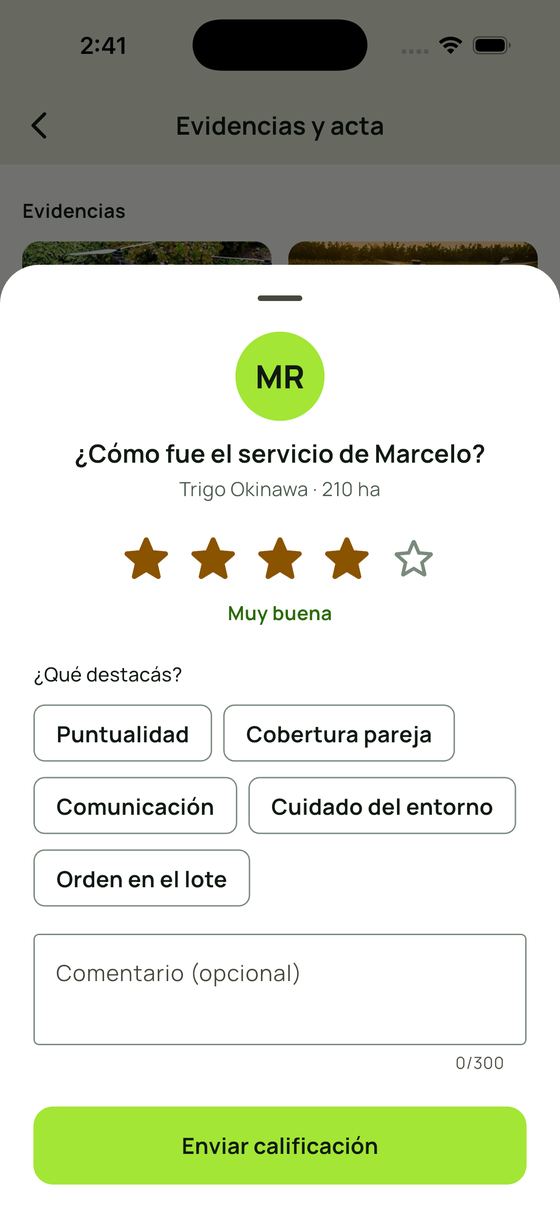 2:41
Evidencias y acta
Evidencias
MR
¿Cómo fue el servicio de Marcelo?
Trigo Okinawa · 210 ha
Muy buena
¿Qué destacás?
Puntualidad
Cobertura pareja
Comunicación
Cuidado del entorno
Orden en el lote
Comentario (opcional)
0/300
Enviar calificación